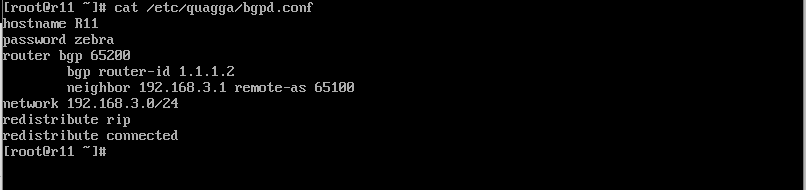 [root@r11 ~]# cat /etc/quagga/bgpd.conf
hostname R11
password zebra
router bgp 65200
        bgp router-id 1.1.1.2
        neighbor 192.168.3.1 remote-as 65100
network 192.168.3.0/24
redistribute rip
redistribute connected
[root@r11 ~]#